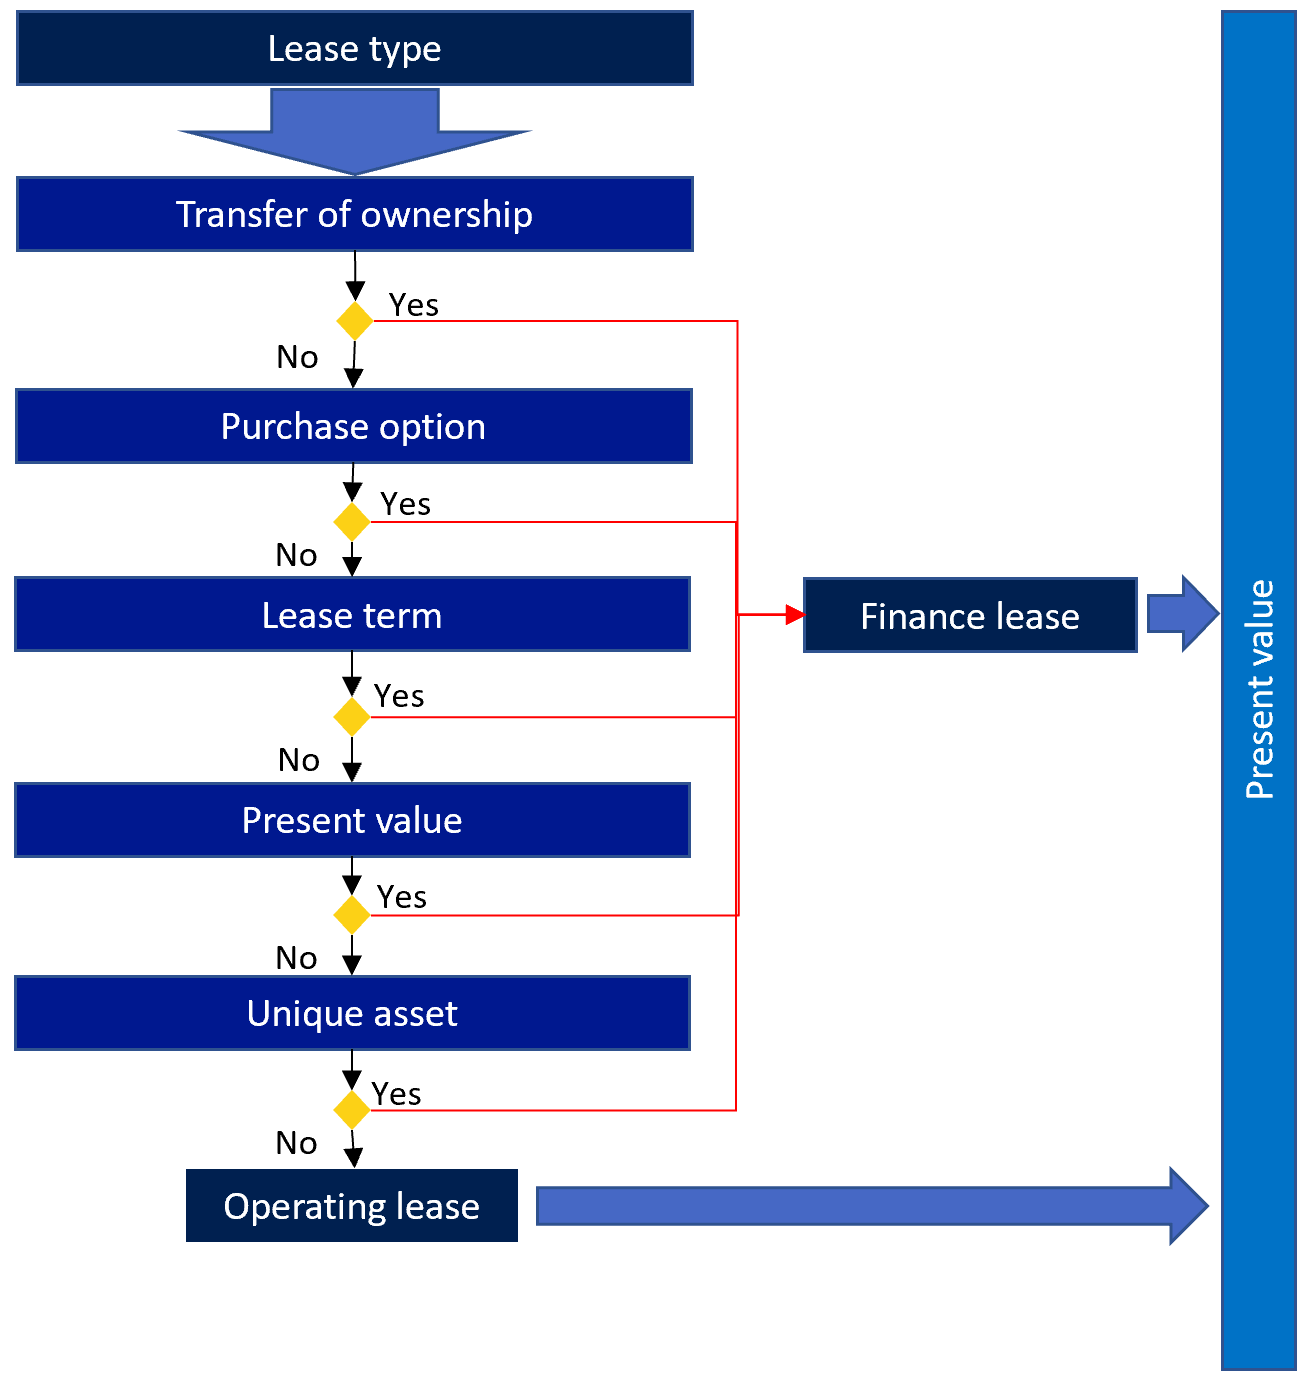 Lease type
Transfer of ownership
Yes
No
Purchase option
Yes
No
Lease term
Yes
No
Present value
Yes
No
Unique asset
Yes
No
Operating lease
Finance lease
Present value